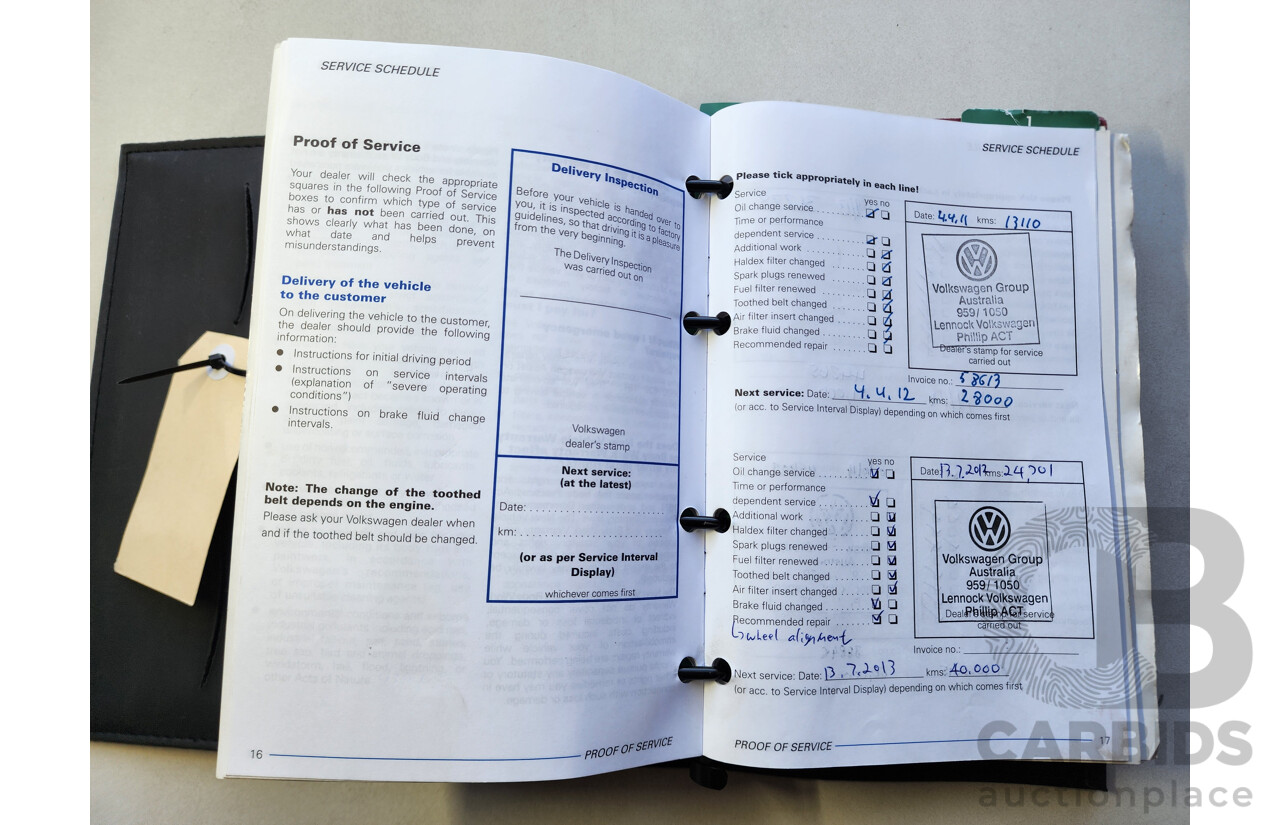 SERVICE SCHEDULE
Proof of Service
Your dealer will check the appropriate
squares in the following Proof of Service
boxes to confirm which type of service
has or has not been carried out. This
shows clearly what has been done, on
what date and helps prevent
misunderstandings.
Delivery of the vehicle
to the customer
On delivering the vehicle to the customer,
the dealer should provide the following
information:
● Instructions for initial driving period
● Instructions on service intervals
(explanation of "severe operating
conditions")
● Instructions on brake fluid change
intervals.
Note: The change of the toothed
belt depends on the engine.
Please ask your Volkswagen dealer when
and if the toothed belt should be changed.
Delivery Inspection
Before your vehicle is handed over to
you, it is inspected according to factory
guidelines, so that driving it is a pleasure
from the very beginning.
The Delivery Inspection
was carried out on
Volkswagen
dealer's stamp
Next service:
(at the latest)
Date:
km:
(or as per Service Interval
Display)
whichever comes first
16
PROOF OF SERVICE
1
SERVICE SCHEDULE
Please tick appropriately in each line!
Service yes no
Oil change service
Time or performance
dependent service
Additional work
Haldex filter changed
Spark plugs renewed
Fuel filter renewed
Toothed belt changed
Air filter insert changed
Brake fluid changed
Recommended repair
Date: 4.4.11 kms: 13110
Volkswagen Group
Australia
959/1050
Lennock Volkswagen
Phillip ACT
Dealer's stamp for service
carried out
Invoice no.: 58613
Next service: Date: 4.4.12 kms: 28000
(or acc. to Service Interval Display) depending on which comes first
Service yes no
Oil change service
Time or performance
dependent service
Additional work
Haldex filter changed
Spark plugs renewed
Fuel filter renewed
Toothed belt changed
Air filter insert changed
Brake fluid changed
Recommended repair
↳ wheel alignment
Date: 13.7.2012 kms: 24,701
Volkswagen Group
Australia
959/1050
Lennock Volkswagen
Phillip ACT
Dealer's stamp for service
carried out
Invoice no.:
Next service: Date: 13.7.2013 kms: 40.000
(or acc. to Service Interval Display) depending on which comes first
PROOF OF SERVICE
17
CARBIDS
auctionplace